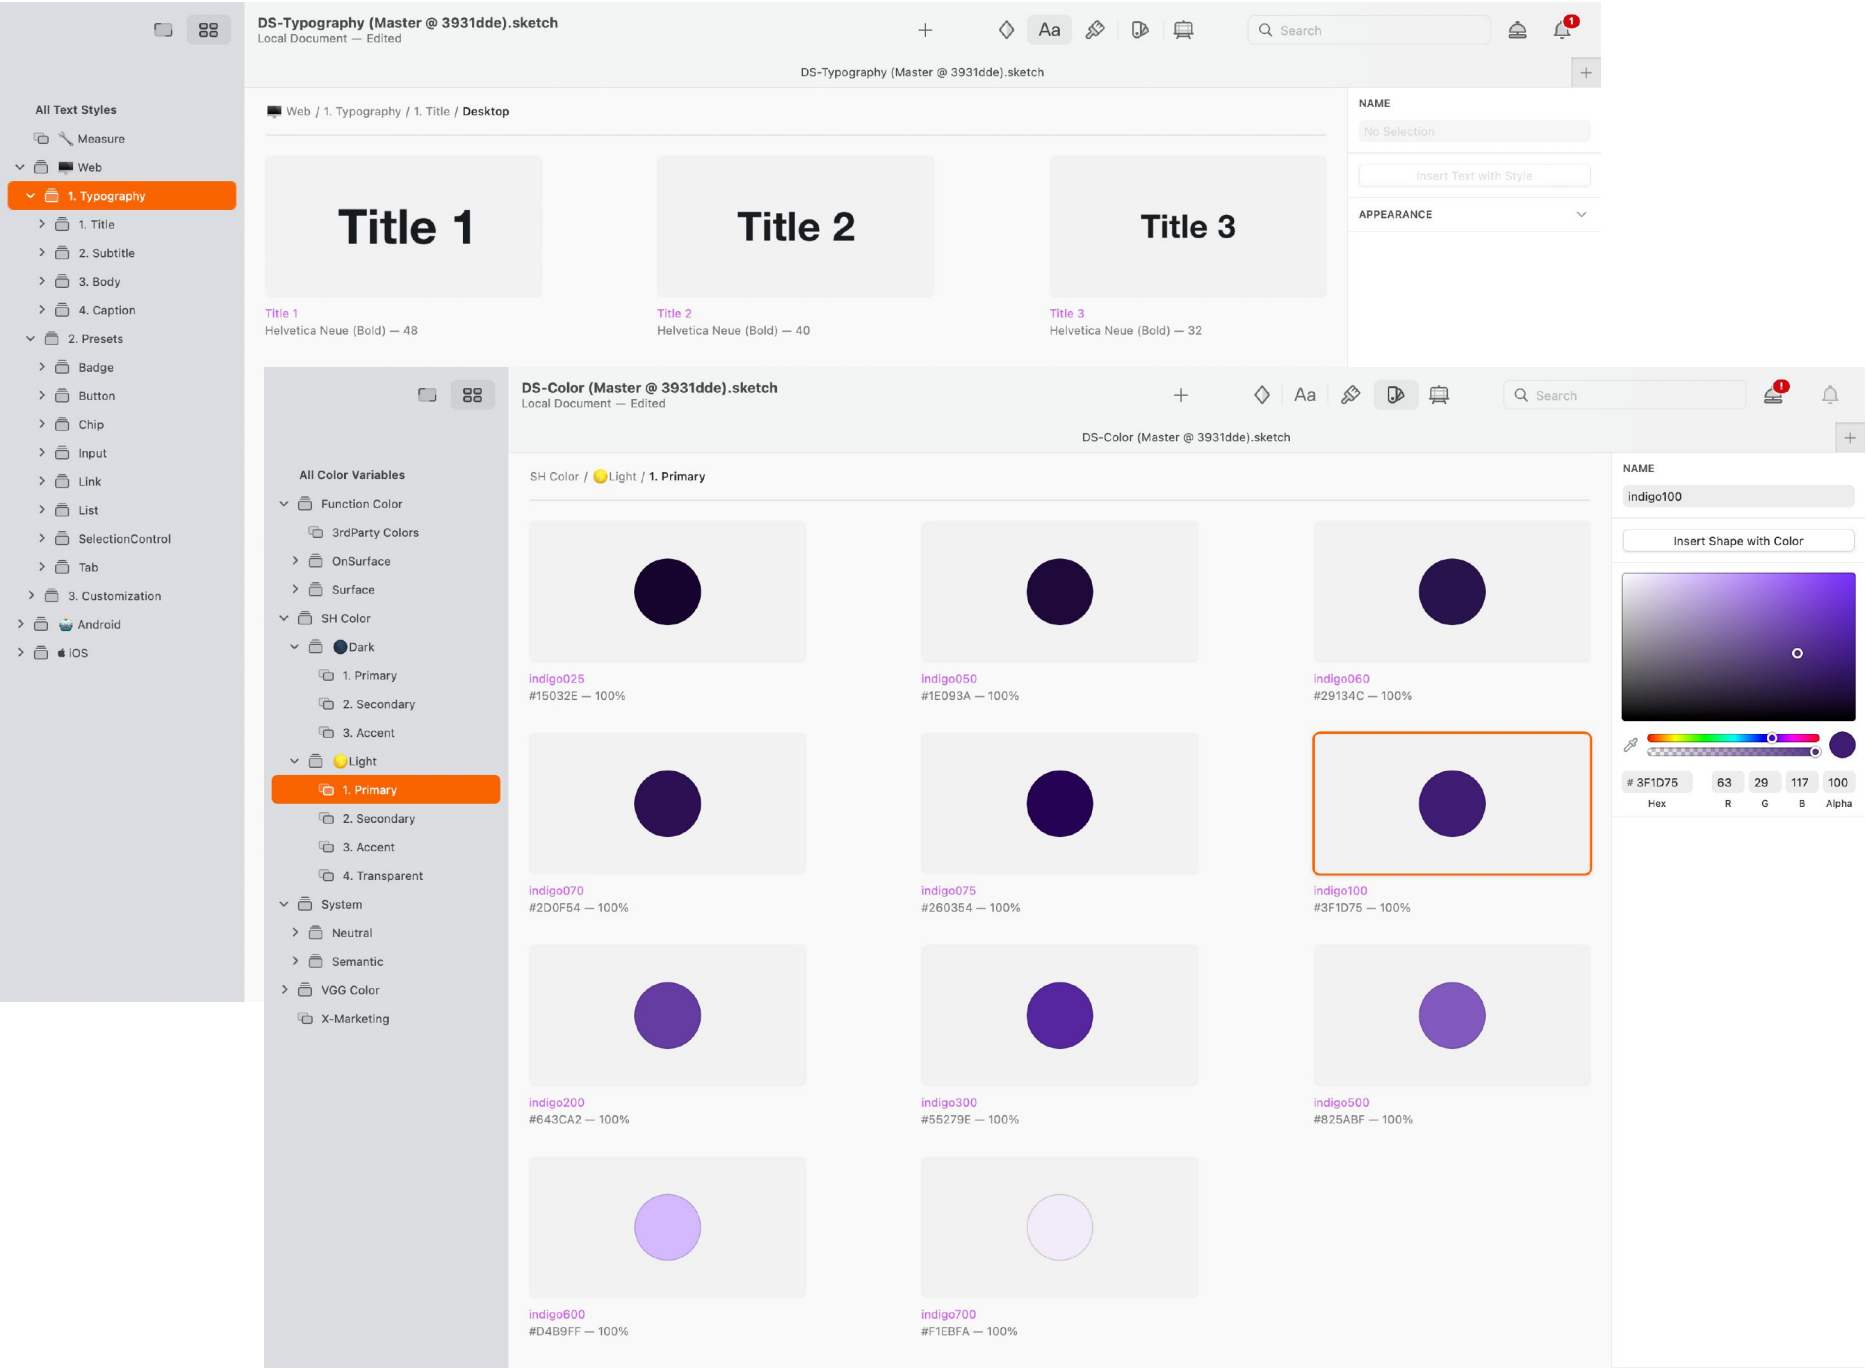 DS-Typography (Master @ 3931dde).sketch
Local Document — Edited
Aa
Search
1
DS-Typography (Master @ 3931dde).sketch
All Text Styles
Measure
Web
1. Typography
1. Title
2. Subtitle
3. Body
4. Caption
2. Presets
Badge
Button
Chip
Input
Link
List
SelectionControl
Tab
3. Customization
Android
iOS
Web / 1. Typography / 1. Title / Desktop
Title 1
Title 1
Helvetica Neue (Bold) — 48
Title 2
Title 2
Helvetica Neue (Bold) — 40
Title 3
Title 3
Helvetica Neue (Bold) — 32
NAME
No Selection
Insert Text with Style
APPEARANCE
DS-Color (Master @ 3931dde).sketch
Local Document — Edited
Aa
Search
!
DS-Color (Master @ 3931dde).sketch
All Color Variables
Function Color
3rdParty Colors
OnSurface
Surface
SH Color
Dark
1. Primary
2. Secondary
3. Accent
Light
1. Primary
2. Secondary
3. Accent
4. Transparent
System
Neutral
Semantic
VGG Color
X-Marketing
SH Color / Light / 1. Primary
indigo025
#15032E — 100%
indigo050
#1E093A — 100%
indigo060
#29134C — 100%
indigo070
#2D0F54 — 100%
indigo075
#260354 — 100%
indigo100
#3F1D75 — 100%
indigo200
#643CA2 — 100%
indigo300
#55279E — 100%
indigo500
#825ABF — 100%
indigo600
#D4B9FF — 100%
indigo700
#F1EBFA — 100%
NAME
indigo100
Insert Shape with Color
# 3F1D75 63 29 117 100
Hex R G B Alpha